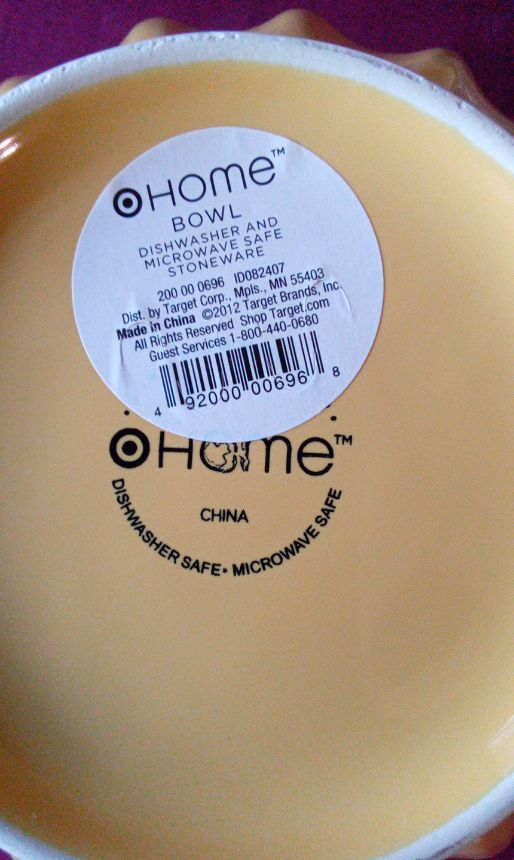 HOME™
BOWL
DISHWASHER AND
MICROWAVE SAFE
STONEWARE
200 00 0696 ID082407
Dist. by Target Corp., Mpls., MN 55403
Made in China ©2012 Target Brands, Inc.
All Rights Reserved Shop Target.com
Guest Services 1-800-440-0680
4 92000 00696 8
HOme™
CHINA
DISHWASHER SAFE • MICROWAVE SAFE